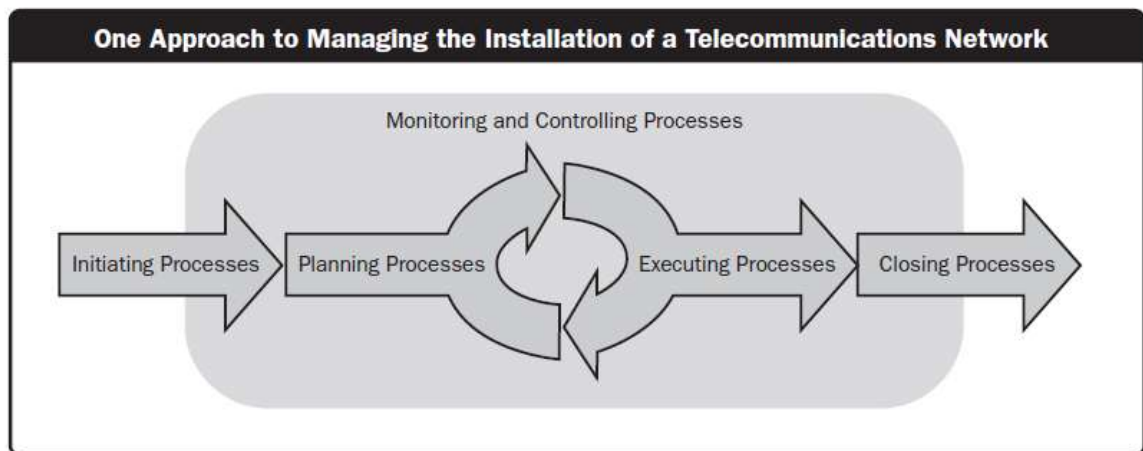 One Approach to Managing the Installation of a Telecommunications Network
Monitoring and Controlling Processes
Initiating Processes
Planning Processes
Executing Processes
Closing Processes